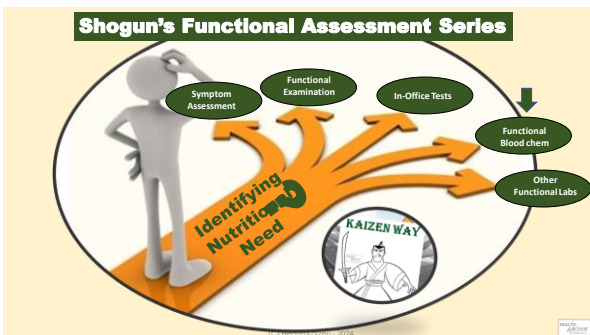 Shogun's Functional Assessment Series
Symptom
Assessment
Functional
Examination
In-Office Tests
Functional
Blood chem
Other
Functional Labs
Identifying
Nutrition
Need
KAIZEN WAY